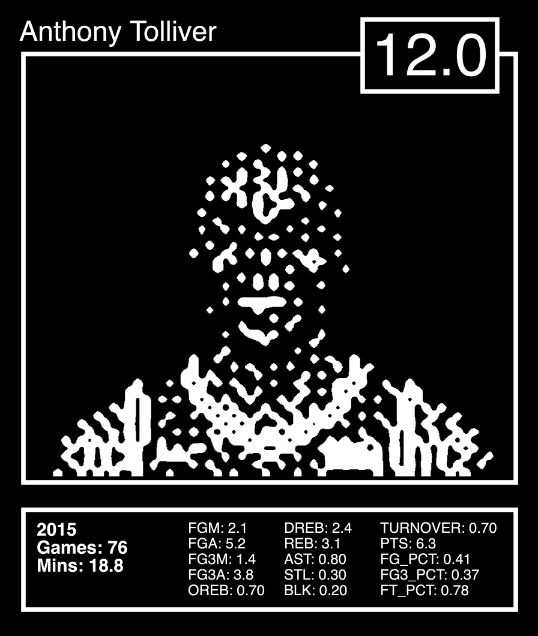 Anthony Tolliver
12.0
2015
Games: 76
Mins: 18.8
FGM: 2.1
FGA: 5.2
FG3M: 1.4
FG3A: 3.8
OREB: 0.70
DREB: 2.4
REB: 3.1
AST: 0.80
STL: 0.30
BLK: 0.20
TURNOVER: 0.70
PTS: 6.3
FG_PCT: 0.41
FG3_PCT: 0.37
FT_PCT: 0.78